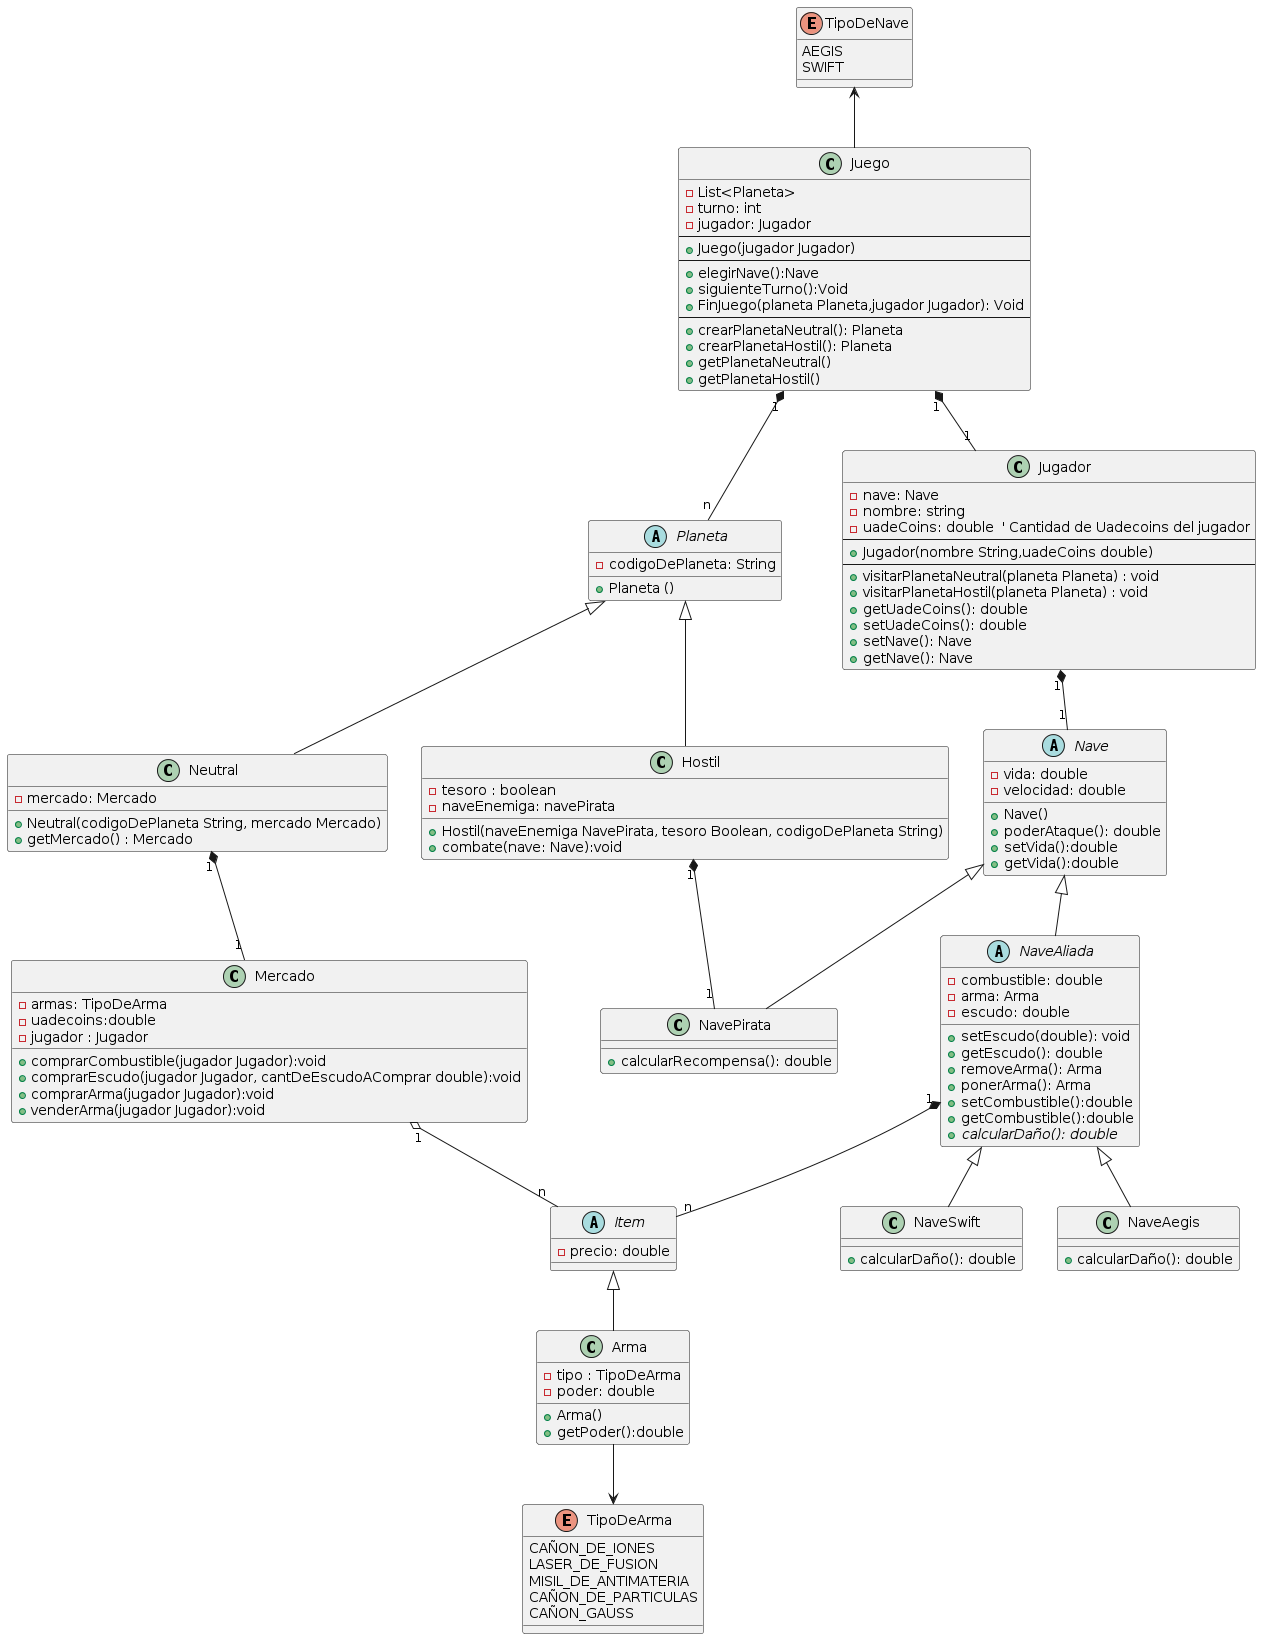 E TipoDeNave
AEGIS
SWIFT
C Juego
List<Planeta>
turno: int
jugador: Jugador
Juego(jugador Jugador)
elegirNave():Nave
siguienteTurno():Void
FinJuego(planeta Planeta,jugador Jugador): Void
crearPlanetaNeutral(): Planeta
crearPlanetaHostil(): Planeta
getPlanetaNeutral()
getPlanetaHostil()
1
1
1
n
C Jugador
nave: Nave
nombre: string
uadeCoins: double ' Cantidad de Uadecoins del jugador
Jugador(nombre String,uadeCoins double)
visitarPlanetaNeutral(planeta Planeta) : void
visitarPlanetaHostil(planeta Planeta) : void
getUadeCoins(): double
setUadeCoins(): double
setNave(): Nave
getNave(): Nave
A Planeta
codigoDePlaneta: String
Planeta ()
1
1
C Neutral
mercado: Mercado
Neutral(codigoDePlaneta String, mercado Mercado)
getMercado() : Mercado
C Hostil
tesoro : boolean
naveEnemiga: navePirata
Hostil(naveEnemiga NavePirata, tesoro Boolean, codigoDePlaneta String)
combate(nave: Nave):void
A Nave
vida: double
velocidad: double
Nave()
poderAtaque(): double
setVida():double
getVida():double
1
1
1
1
C Mercado
armas: TipoDeArma
uadecoins:double
jugador : Jugador
comprarCombustible(jugador Jugador):void
comprarEscudo(jugador Jugador, cantDeEscudoAComprar double):void
comprarArma(jugador Jugador):void
venderArma(jugador Jugador):void
C NavePirata
calcularRecompensa(): double
A NaveAliada
combustible: double
arma: Arma
escudo: double
setEscudo(double): void
getEscudo(): double
removeArma(): Arma
ponerArma(): Arma
setCombustible():double
getCombustible():double
calcularDaño(): double
1
1
n
n
A Item
precio: double
C NaveSwift
calcularDaño(): double
C NaveAegis
calcularDaño(): double
C Arma
tipo : TipoDeArma
poder: double
Arma()
getPoder():double
E TipoDeArma
CAÑON_DE_IONES
LASER_DE_FUSION
MISIL_DE_ANTIMATERIA
CAÑON_DE_PARTICULAS
CAÑON_GAUSS